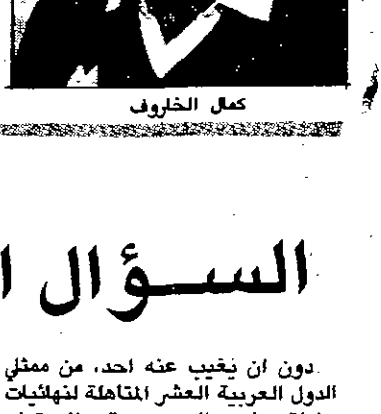 كمال الخاروف
السؤال
دون ان يغيب عنه احد، من ممثلي
الدول العربية العشر المتاهلة لنهائيات